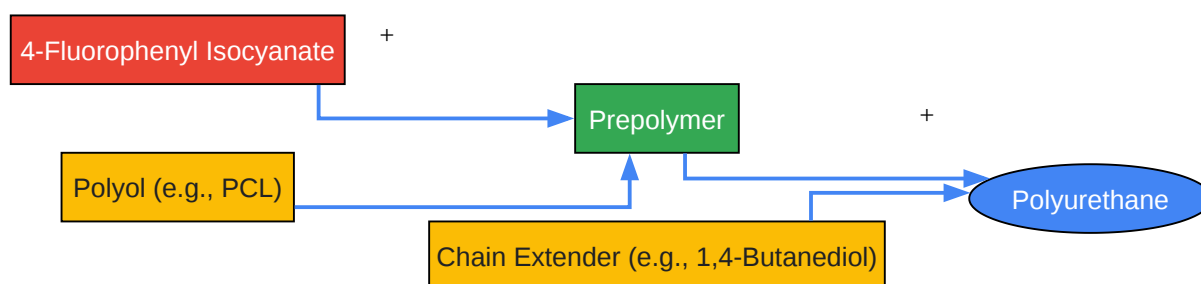 4-Fluorophenyl Isocyanate
+
Prepolymer
+
Polyol (e.g., PCL)
Polyurethane
Chain Extender (e.g., 1,4-Butanediol)